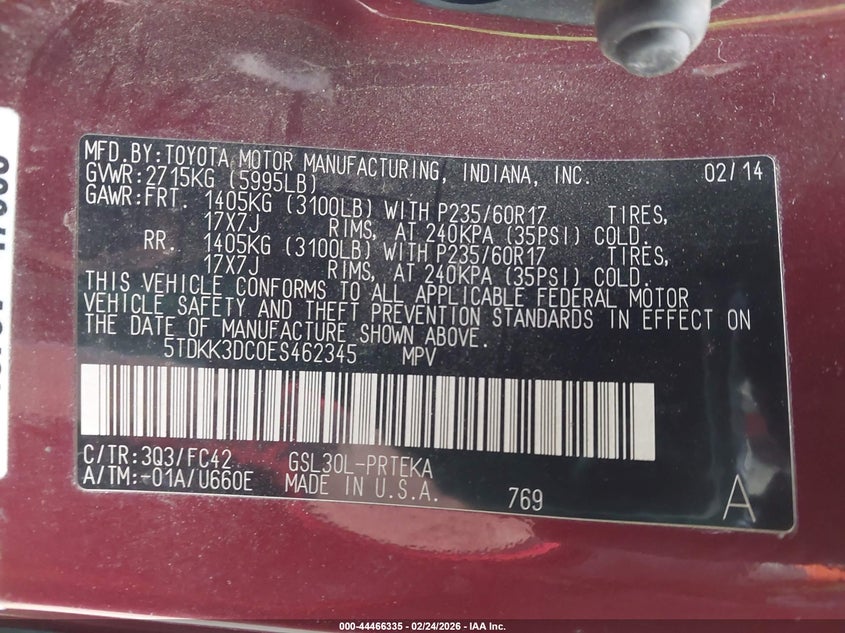 MFD.BY:TOYOTA MOTOR MANUFACTURING, INDIANA, INC. 02/14
GVWR:2715KG (5995LB)
GAWR:FRT. 1405KG (3100LB) WITH P235/60R17 TIRES,
17X7J RIMS, AT 240KPA (35PSI) COLD.
RR. 1405KG (3100LB) WITH P235/60R17 TIRES,
17X7J RIMS, AT 240KPA (35PSI) COLD.
THIS VEHICLE CONFORMS TO ALL APPLICABLE FEDERAL MOTOR
VEHICLE SAFETY AND THEFT PREVENTION STANDARDS IN EFFECT ON
THE DATE OF MANUFACTURE SHOWN ABOVE.
5TDKK3DC0ES462345 MPV
C/TR:3Q3/FC42 GSL30L-PRTEKA
A/TM:-01A/U660E MADE IN U.S.A. 769 A
000-44466335 - 02/24/2026 - IAA Inc.